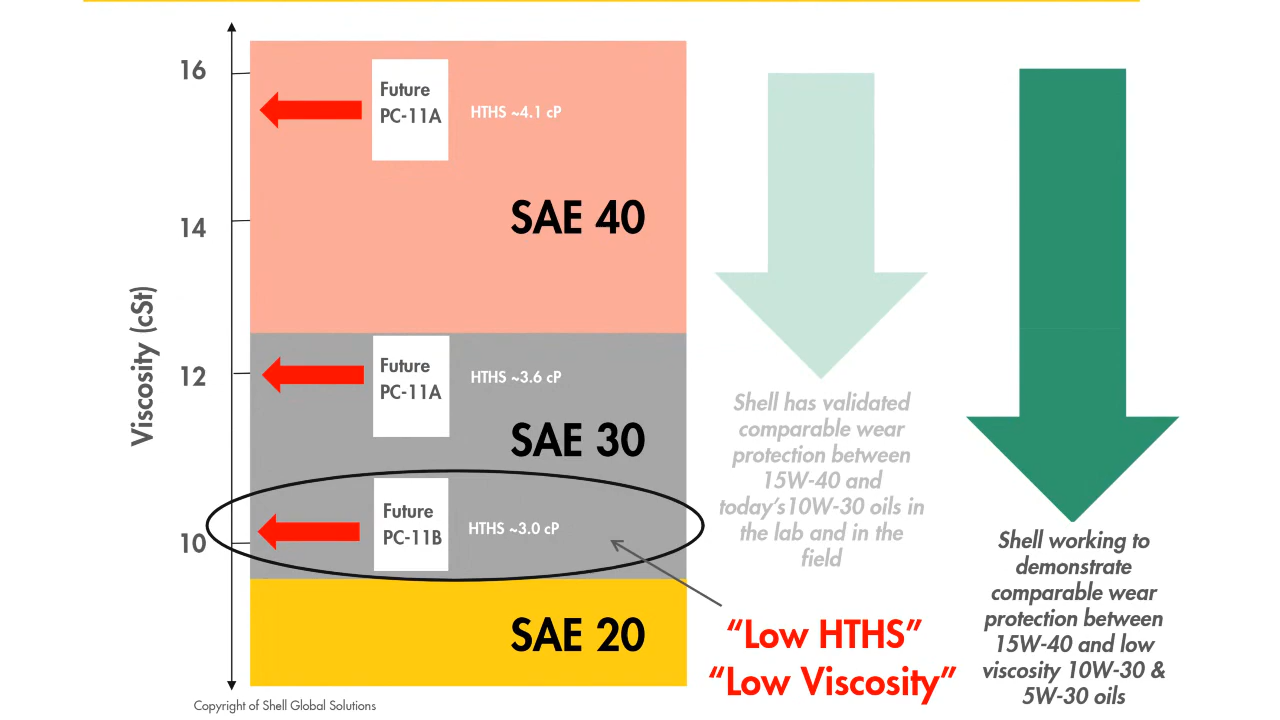 16
14
12
10
Viscosity (cSt)
Future
PC-11A
HTHS ~4.1 cP
SAE 40
Future
PC-11A
HTHS ~3.6 cP
SAE 30
Future
PC-11B
HTHS ~3.0 cP
SAE 20
Shell has validated
comparable wear
protection between
15W-40 and
today's10W-30 oils in
the lab and in the
field
Shell working to
demonstrate
comparable wear
protection between
15W-40 and low
viscosity 10W-30 &
5W-30 oils
“Low HTHS”
“Low Viscosity”
Copyright of Shell Global Solutions